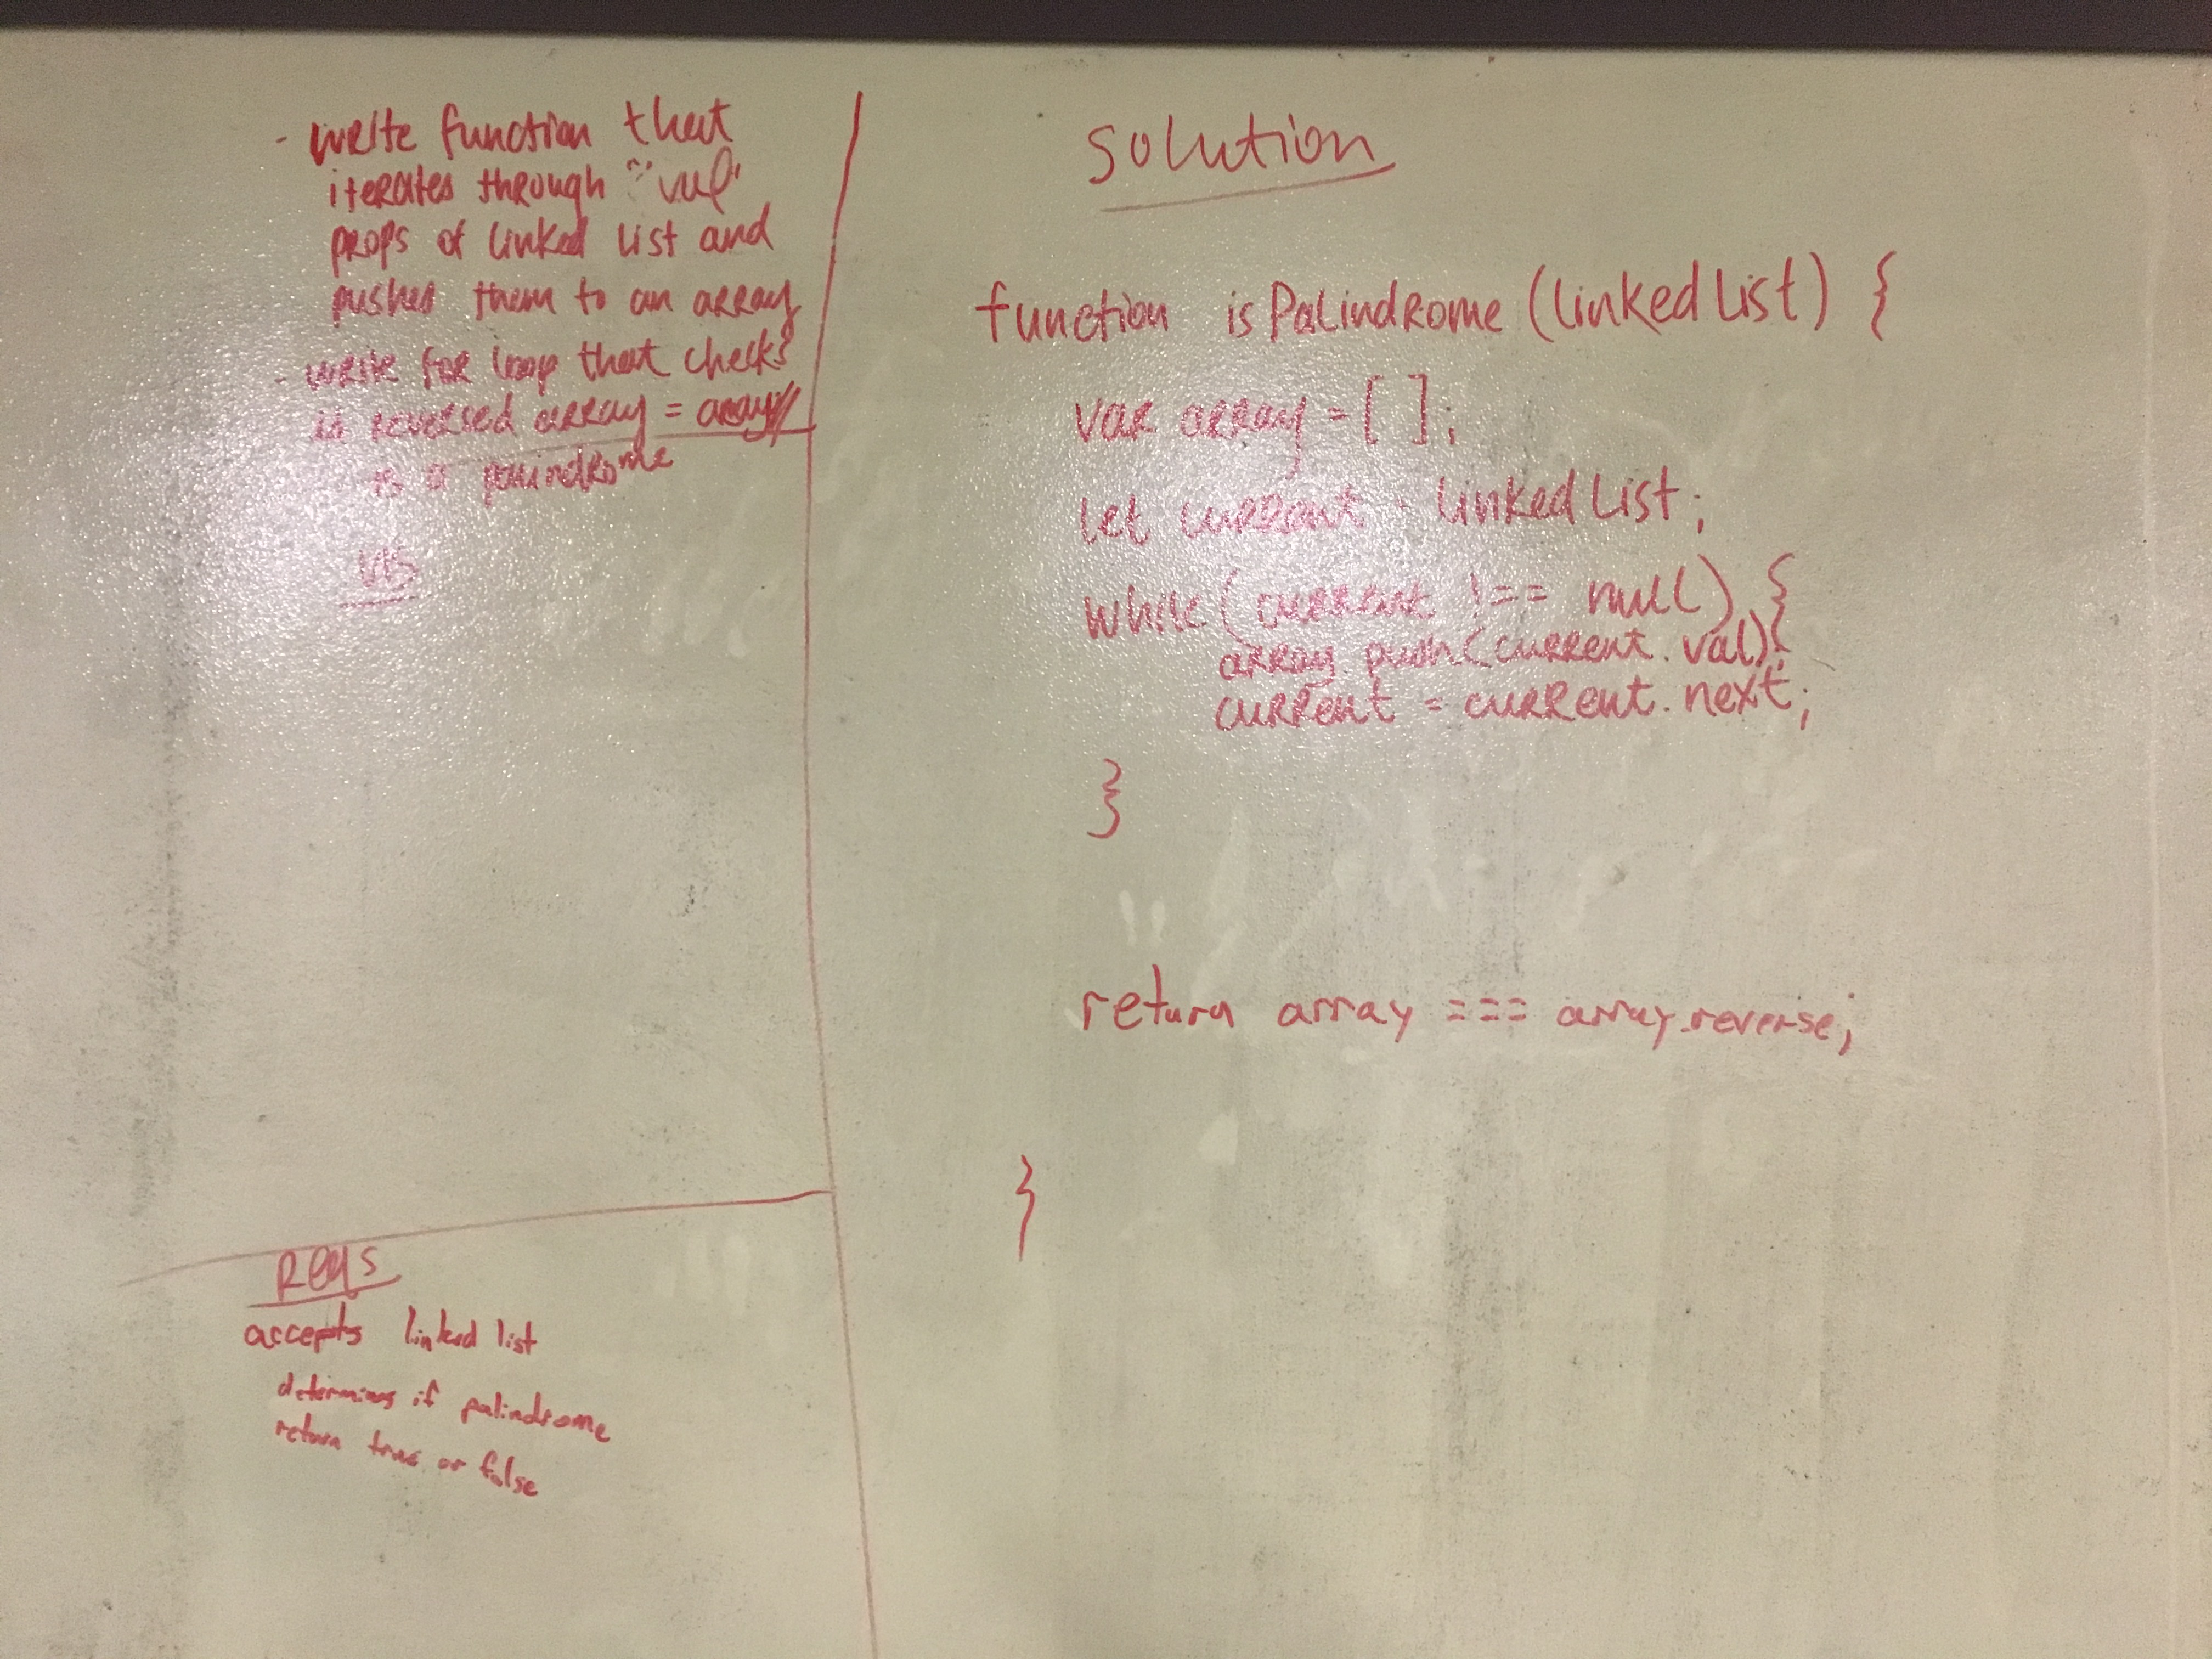 - write function that
iterates through "val"
props of linked list and
pushes them to an array
- write for loop that checks
is reversed array = array//
is a palindrome
VIS
Reqs
accepts linked list
determines if palindrome
return true or false
Solution
function isPalindrome (linkedList) {
var array = [ ];
let current = linkedList;
while (current !== null) {
array.push(current.val);
current = current.next;
}
return array === array.reverse;
}